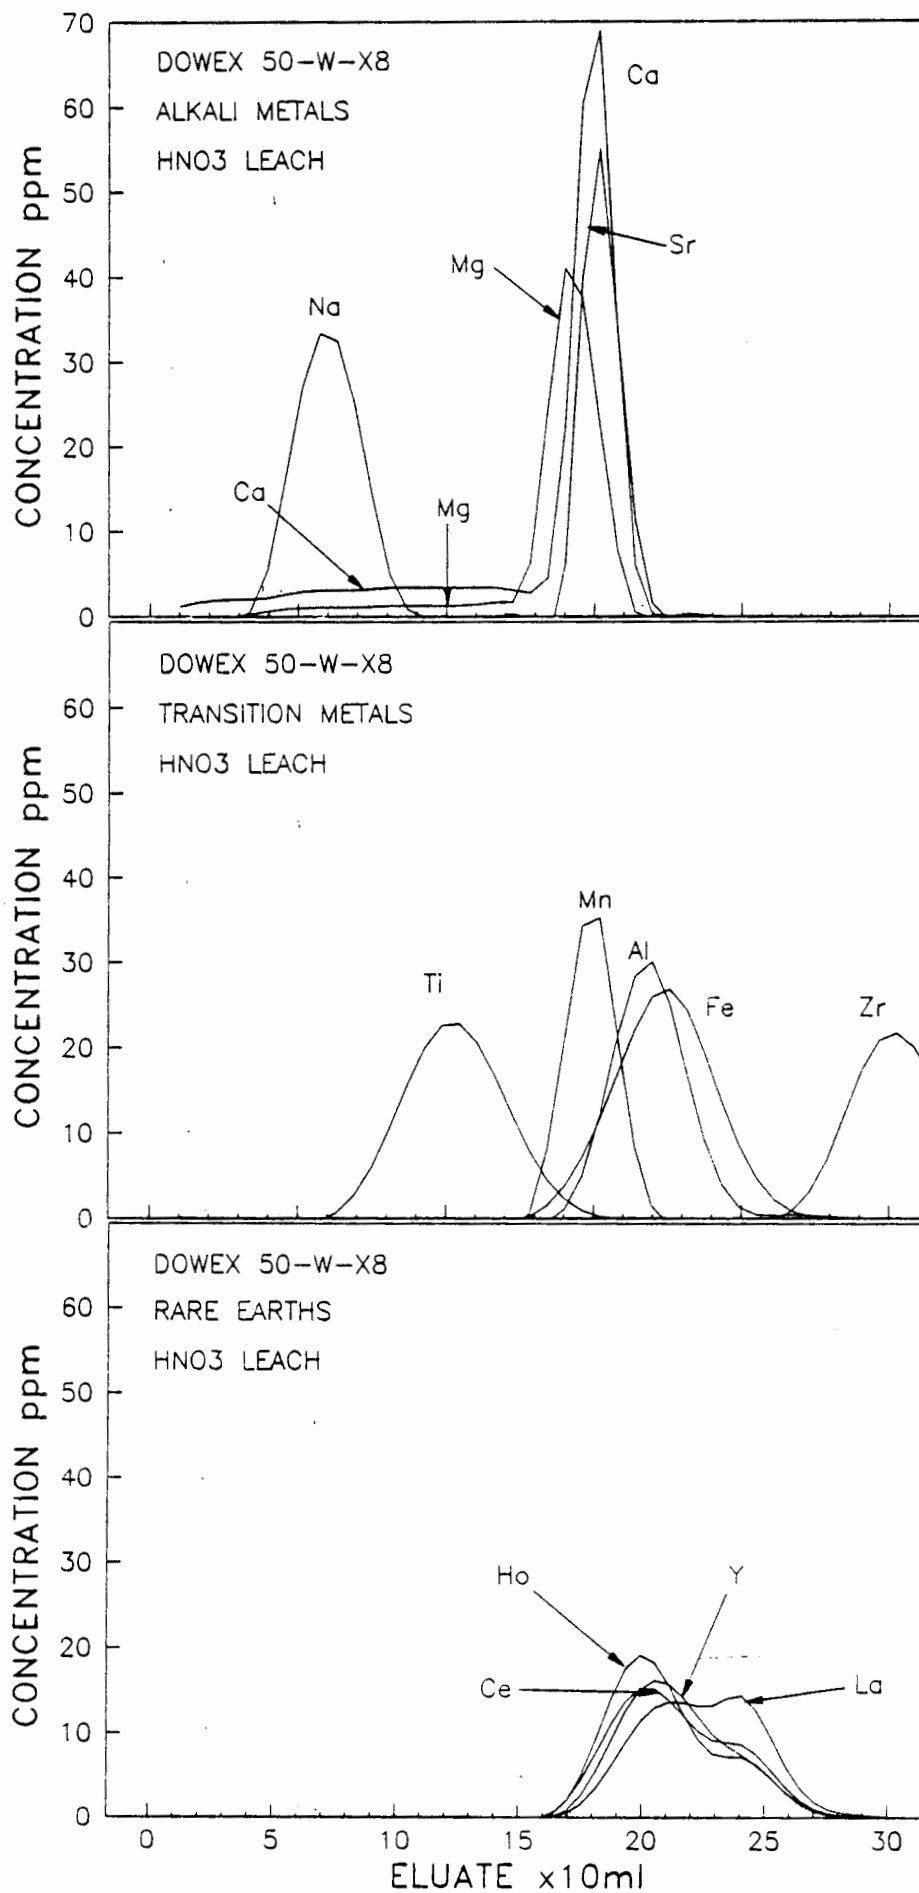 70
DOWEX 50-W-X8
Ca
60
ALKALI METALS
HNO3 LEACH
50
Sr
Mg
40
Na
30
20
Ca
Mg
10
0
CONCENTRATION ppm
DOWEX 50-W-X8
TRANSITION METALS
60
HNO3 LEACH
50
40
Mn
Al
30
Ti
Fe
Zr
20
10
0
CONCENTRATION ppm
DOWEX 50-W-X8
RARE EARTHS
60
HNO3 LEACH
50
40
30
Ho
Y
20
Ce
La
10
0
CONCENTRATION ppm
0 5 10 15 20 25 30
ELUATE x10ml